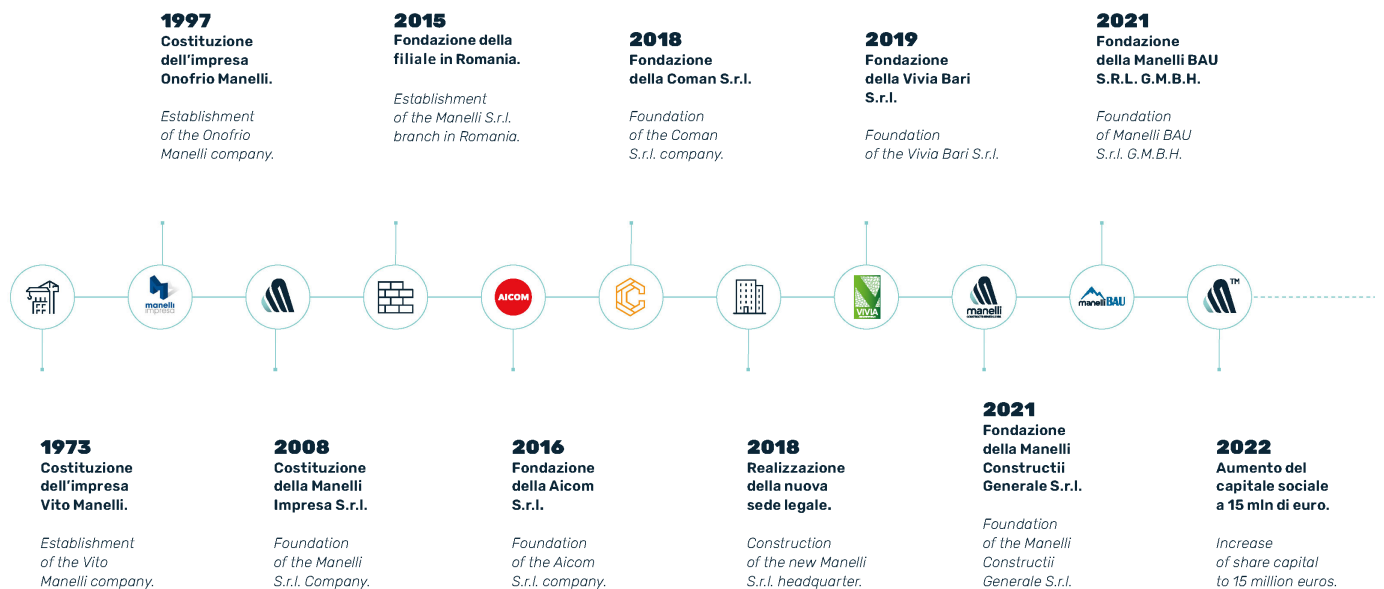 1997
Costituzione
dell’impresa
Onofrio Manelli.
Establishment
of the Onofrio
Manelli company.
2015
Fondazione della
filiale in Romania.
Establishment
of the Manelli S.r.l.
branch in Romania.
2018
Fondazione
della Coman S.r.l.
Foundation
of the Coman
S.r.l. company.
2019
Fondazione
della Vivia Bari
S.r.l.
Foundation
of the Vivia Bari S.r.l.
2021
Fondazione
della Manelli BAU
S.R.L. G.M.B.H.
Foundation
of Manelli BAU
S.r.l. G.M.B.H.
manelli
impresa
AICOM
VIVIA
manelli
manelli BAU
TM
1973
Costituzione
dell’impresa
Vito Manelli.
Establishment
of the Vito
Manelli company.
2008
Costituzione
della Manelli
Impresa S.r.l.
Foundation
of the Manelli
S.r.l. Company.
2016
Fondazione
della Aicom
S.r.l.
Foundation
of the Aicom
S.r.l. company.
2018
Realizzazione
della nuova
sede legale.
Construction
of the new Manelli
S.r.l. headquarter.
2021
Fondazione
della Manelli
Constructii
Generale S.r.l.
Foundation
of the Manelli
Constructii
Generale S.r.l.
2022
Aumento del
capitale sociale
a 15 mln di euro.
Increase
of share capital
to 15 million euros.